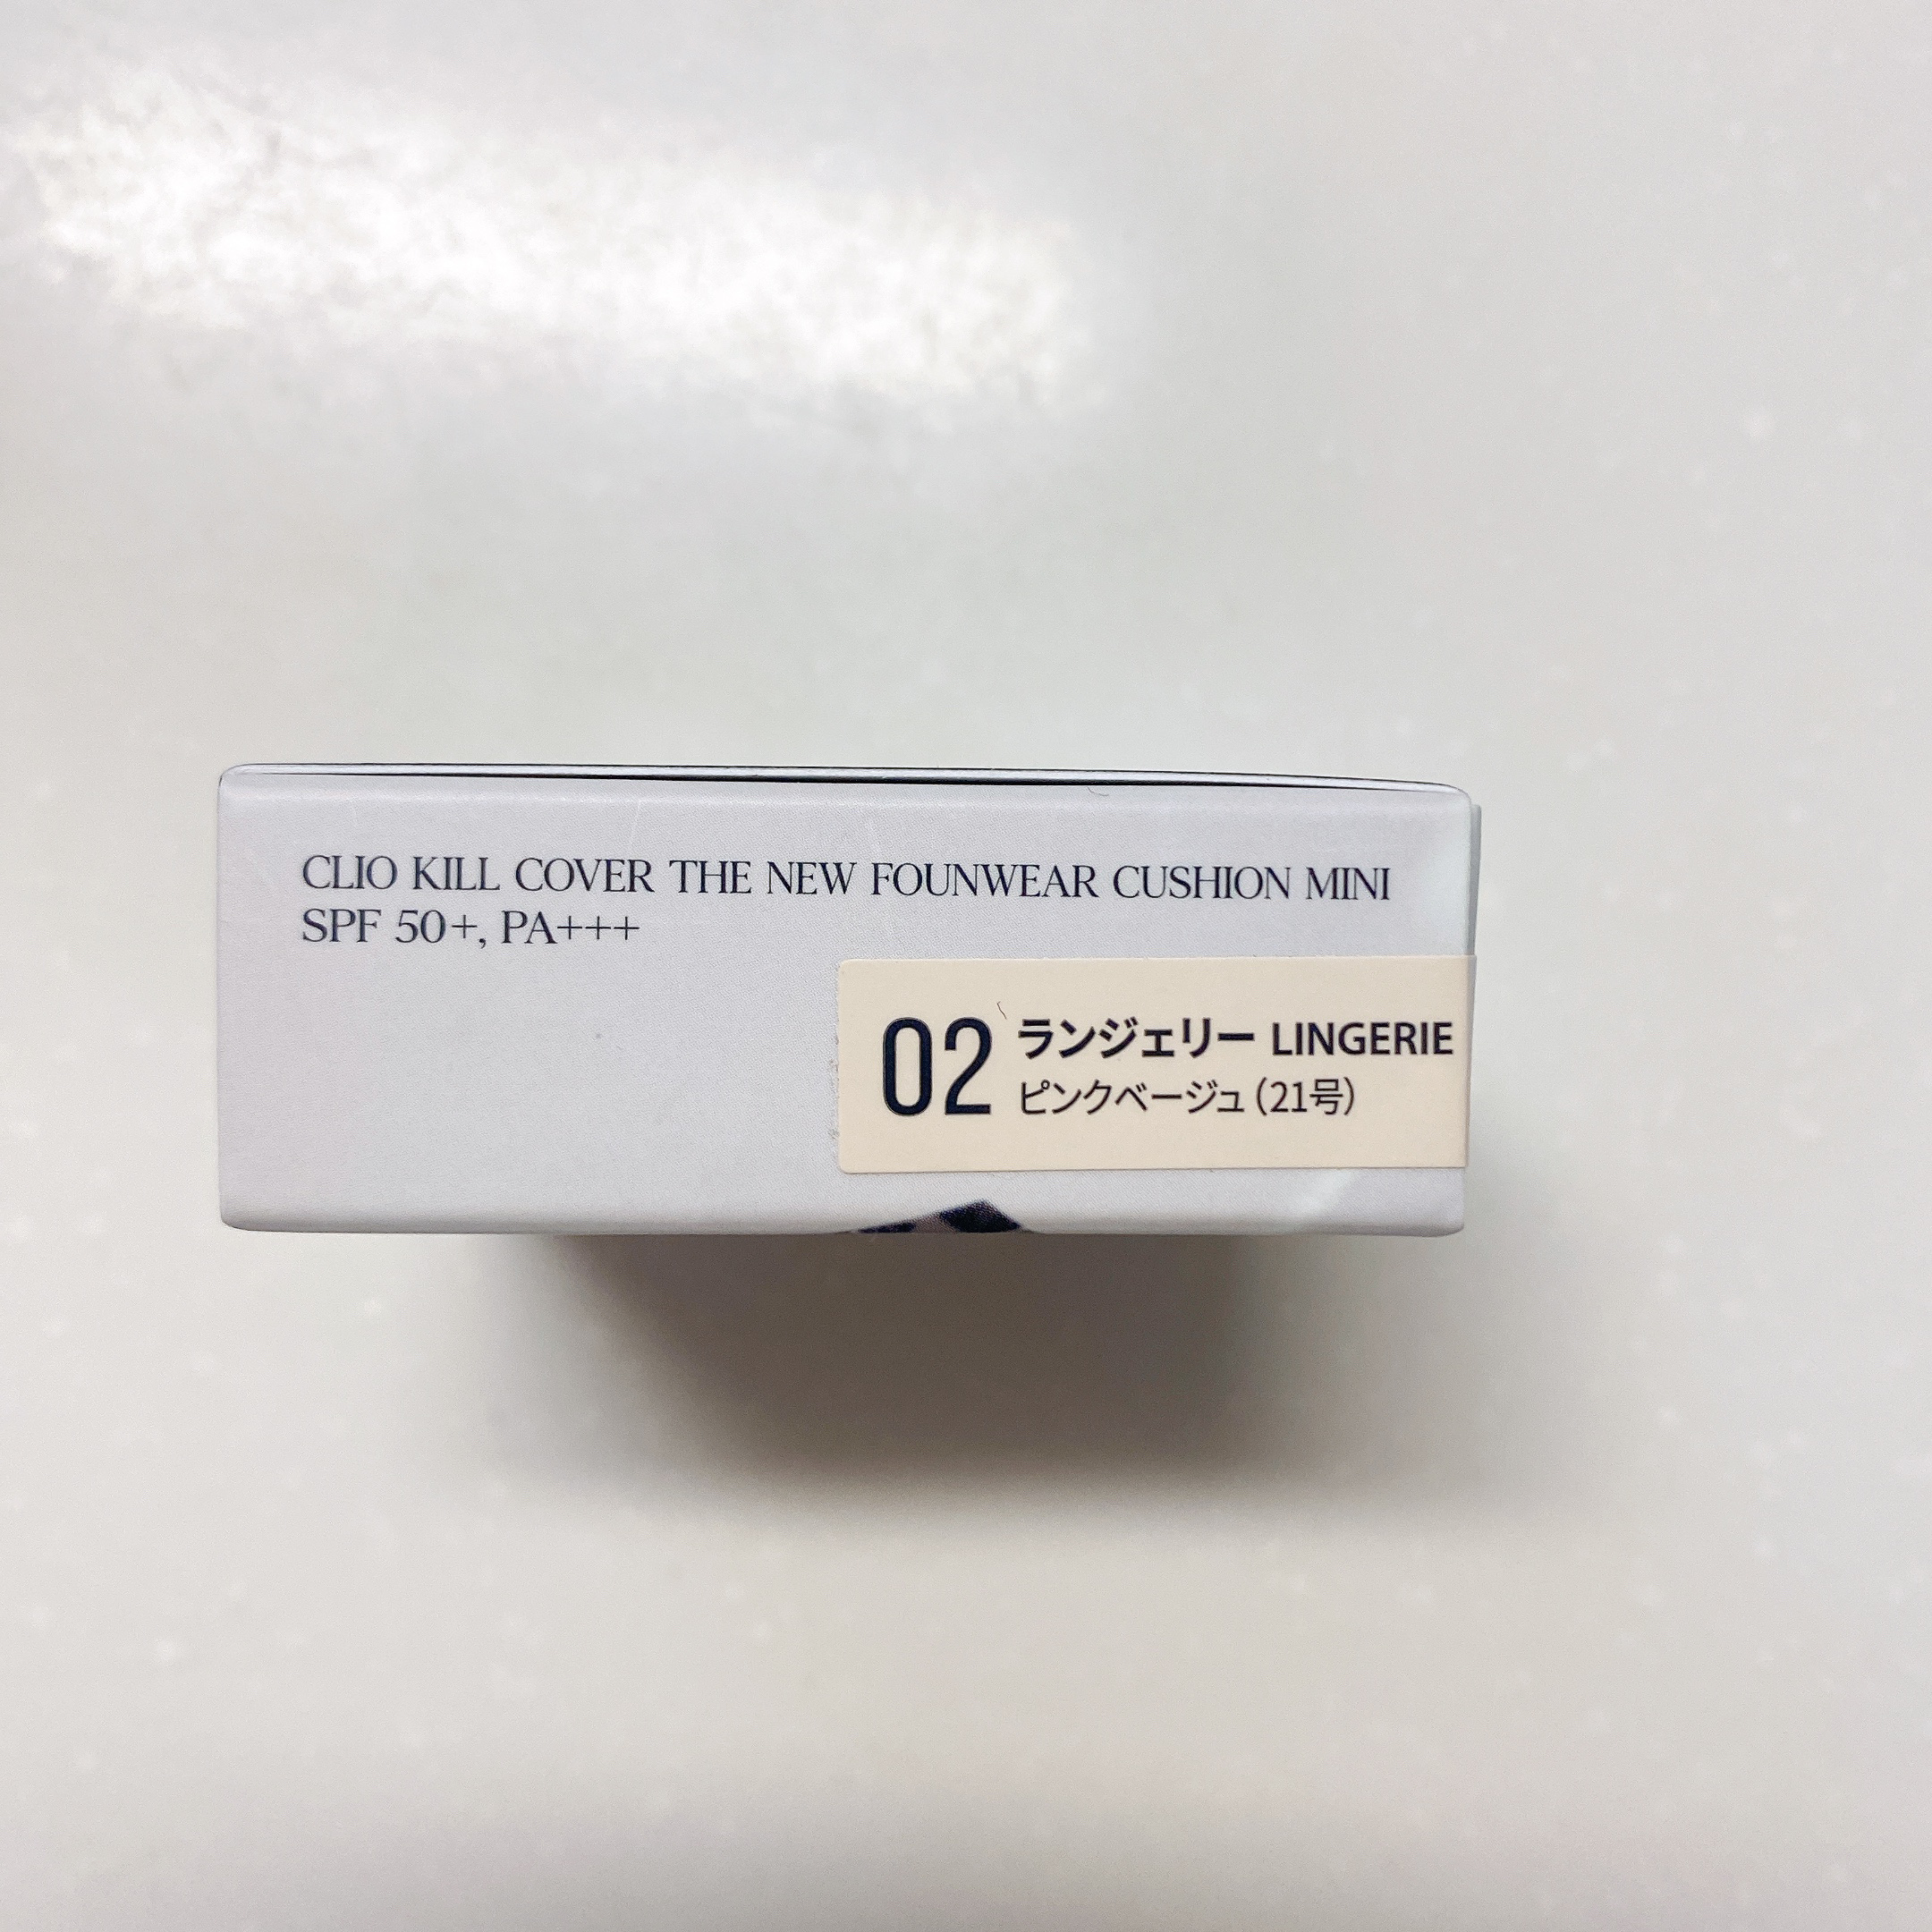 CLIO KILL COVER THE NEW FOUNWEAR CUSHION MINI
SPF 50+, PA+++
02 ランジェリー LINGERIE
ピンクベージュ（21号）